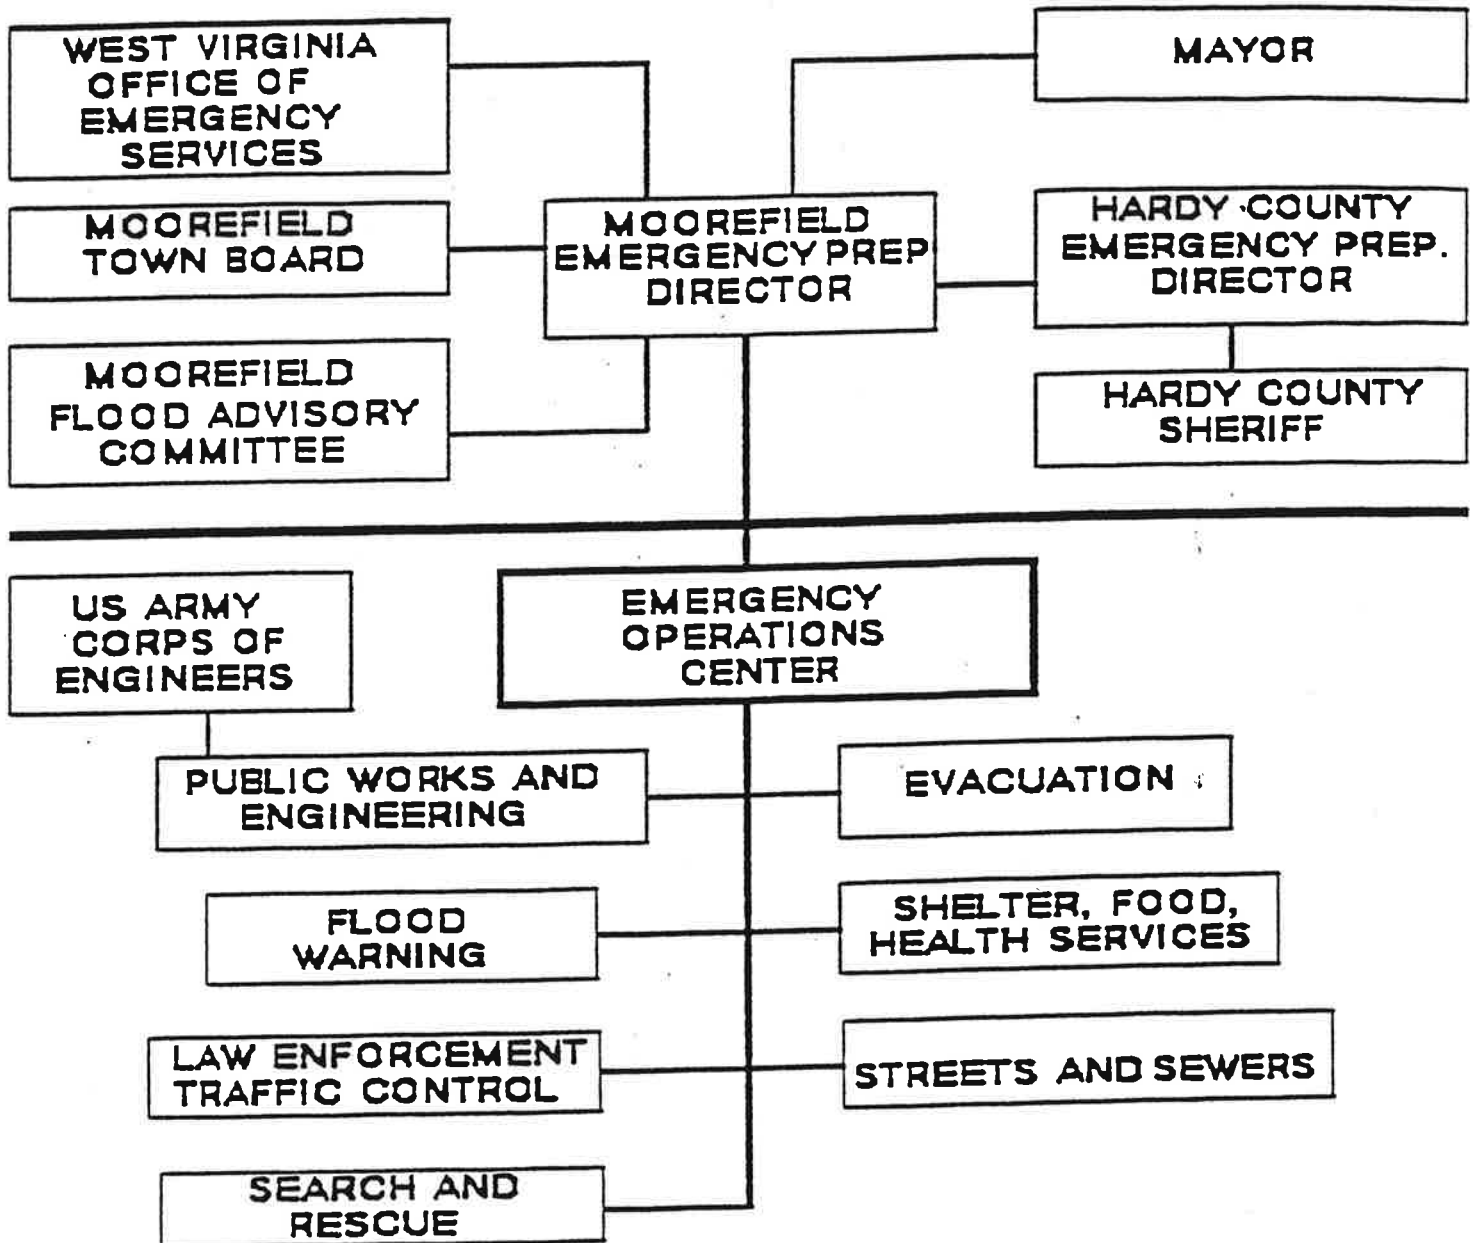 WEST VIRGINIA
OFFICE OF
EMERGENCY
SERVICES
MAYOR
MOOREFIELD
TOWN BOARD
MOOREFIELD
EMERGENCY PREP
DIRECTOR
HARDY COUNTY
EMERGENCY PREP.
DIRECTOR
MOOREFIELD
FLOOD ADVISORY
COMMITTEE
HARDY COUNTY
SHERIFF
US ARMY
CORPS OF
ENGINEERS
EMERGENCY
OPERATIONS
CENTER
PUBLIC WORKS AND
ENGINEERING
EVACUATION
FLOOD
WARNING
SHELTER, FOOD,
HEALTH SERVICES
LAW ENFORCEMENT
TRAFFIC CONTROL
STREETS AND SEWERS
SEARCH AND
RESCUE